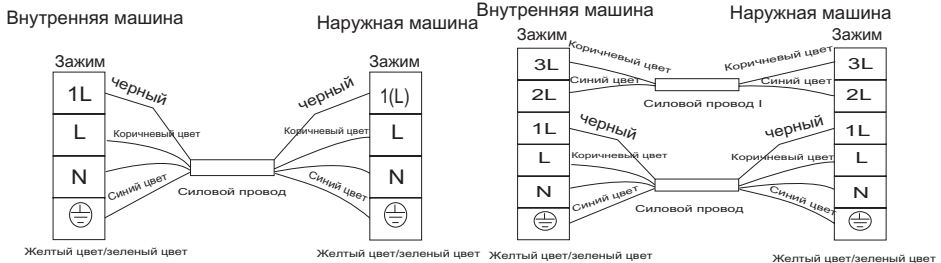 Внутренняя машина
Наружная машина
Зажим
Зажим
1L
черный
черный
1(L)
L
Коричневый цвет
Коричневый цвет
L
N
N
Синий цвет
Силовой провод
Синий цвет
Желтый цвет/зеленый цвет
Желтый цвет/зеленый цвет
Внутренняя машина
Наружная машина
Зажим
Зажим
3L
Коричневый цвет
Коричневый цвет
3L
2L
Синий цвет
Синий цвет
2L
Силовой провод I
1L
черный
черный
1L
L
Коричневый цвет
Коричневый цвет
L
N
Синий цвет
Синий цвет
N
Силовой провод
Желтый цвет/зеленый цвет
Желтый цвет/зеленый цвет